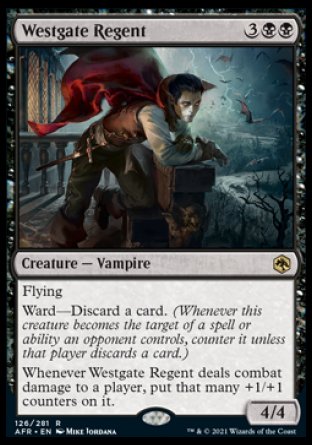 Westgate Regent 3
Creature — Vampire
Flying
Ward—Discard a card. (Whenever this
creature becomes the target of a spell or
ability an opponent controls, counter it unless
that player discards a card.)
Whenever Westgate Regent deals combat
damage to a player, put that many +1/+1
counters on it.
4/4
126/281 R
AFR • EN Mike Jordana ™ & © 2021 Wizards of the Coast